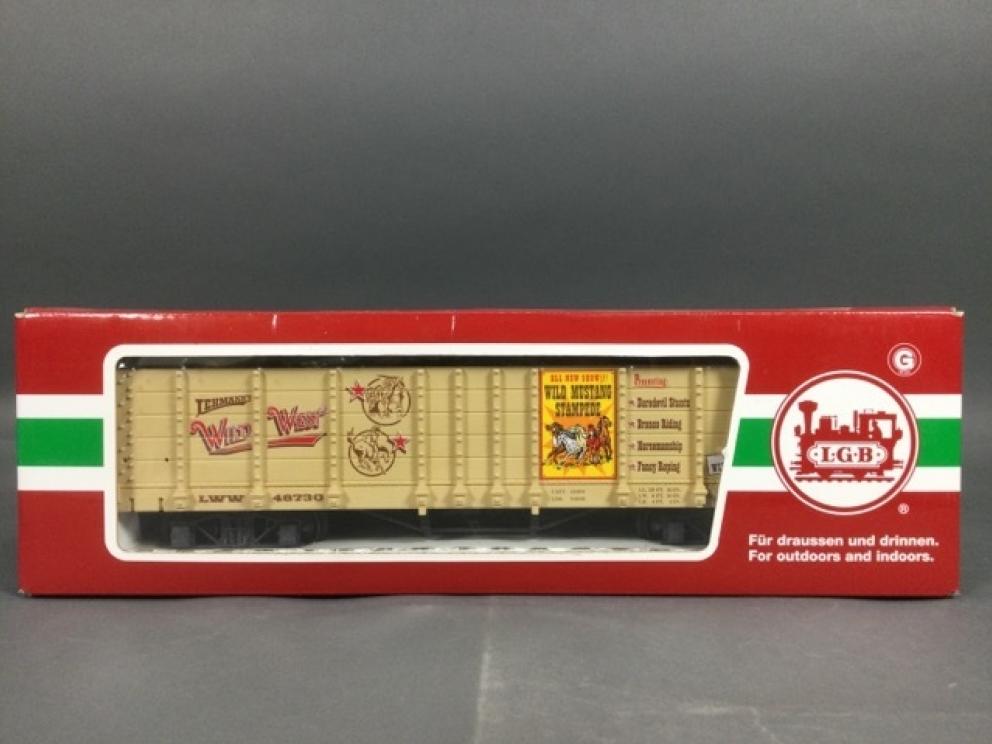 LEHMANN'S
WILD WEST
LWW 48730
ALL NEW SHOW!!!
WILD MUSTANG
STAMPEDE
Presenting:
Daredevil Stunts
Bronco Riding
Horsemanship
Fancy Roping
G
L·G·B
®
Für draussen und drinnen.
For outdoors and indoors.